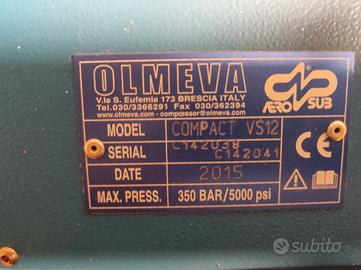 OLMEVA
V.le S. Eufemia 173 BRESCIA ITALY
Tel. 030/3366291 Fax 030/362394
www.olmeva.com - compressor@olmeva.com
AERO SUB
MODEL COMPACT VS12
SERIAL C142038
C142041
CE
DATE 2015
MAX. PRESS. 350 BAR/5000 psi
subito